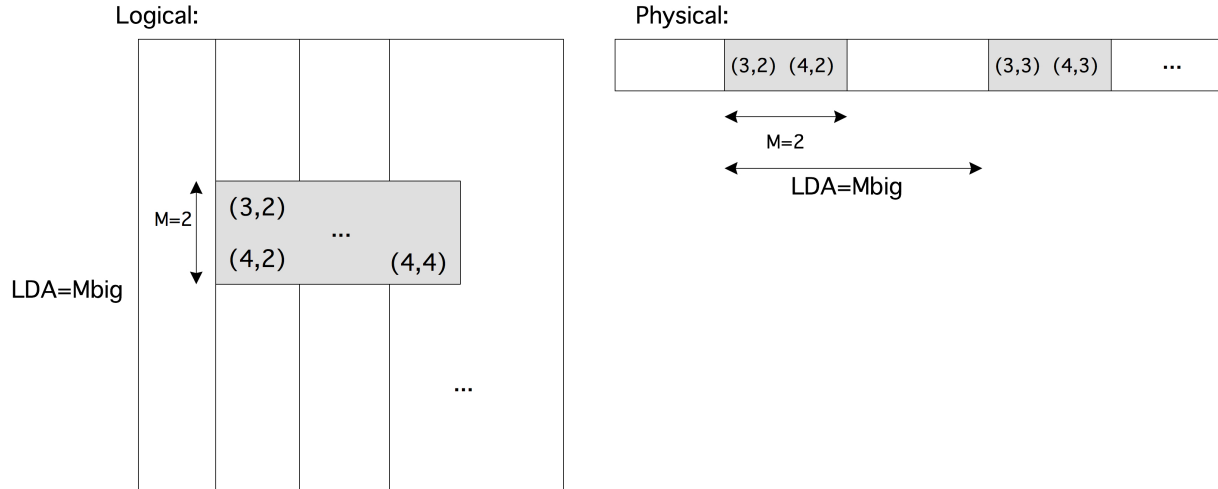 Logical:
M=2
(3,2)
...
(4,2)
(4,4)
LDA=Mbig
...
Physical:
(3,2) (4,2)
(3,3) (4,3)
...
M=2
LDA=Mbig